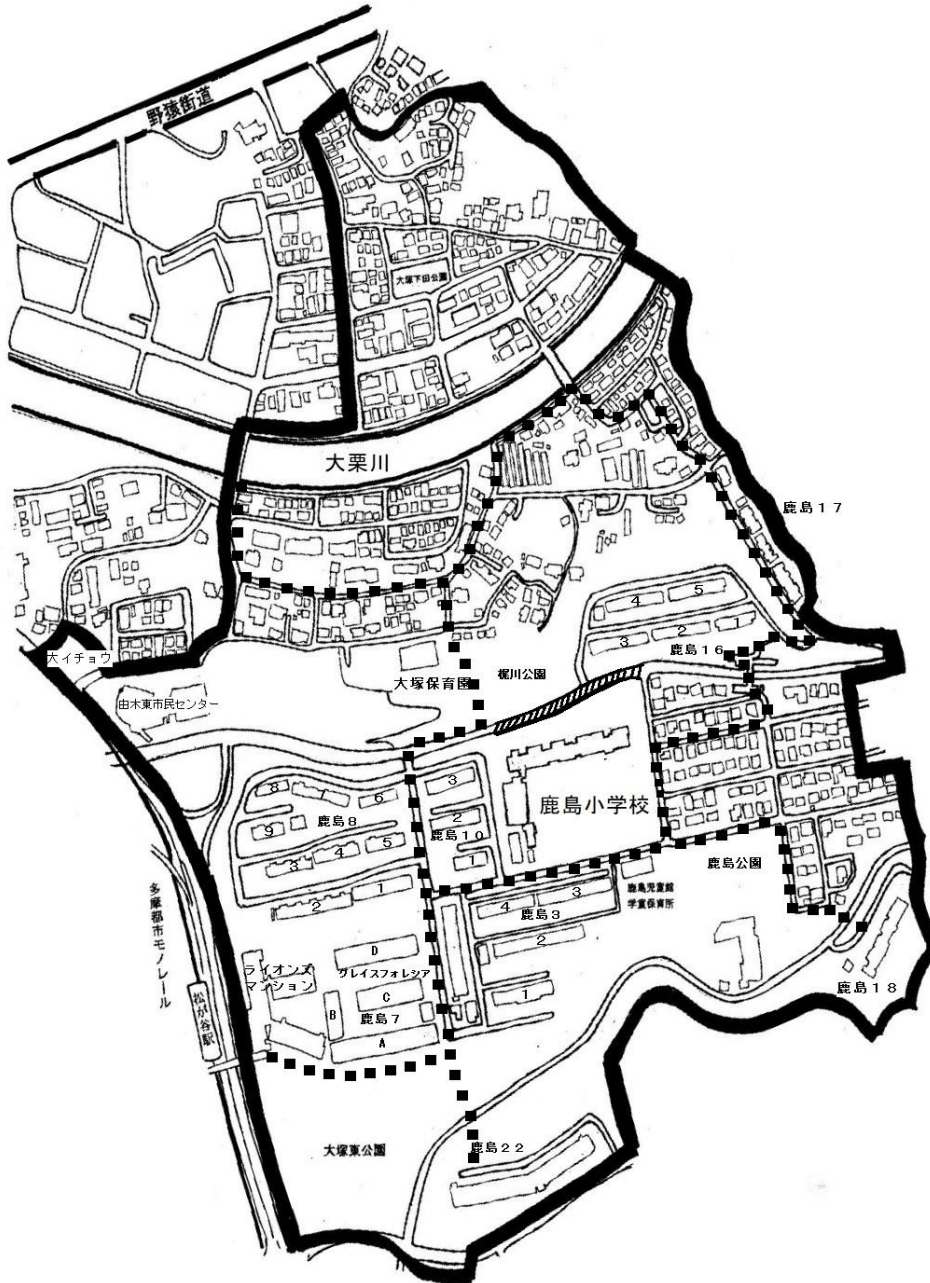 野猿街道
大塚下田公園
大栗川
鹿島17
4
5
3
2
1
鹿島16
大イチョウ
大塚保育園
梶川公園
由木東市民センター
8
7
6
3
鹿島8
9
2
鹿島10
鹿島小学校
3
4
5
1
鹿島公園
1
2
3
4
鹿島3
鹿島児童館
学童保育所
2
多摩都市モノレール
D
ライオンズ
マンション
グレイスフォレシア
C
B
鹿島7
1
鹿島18
松が谷駅
A
大塚東公園
鹿島22